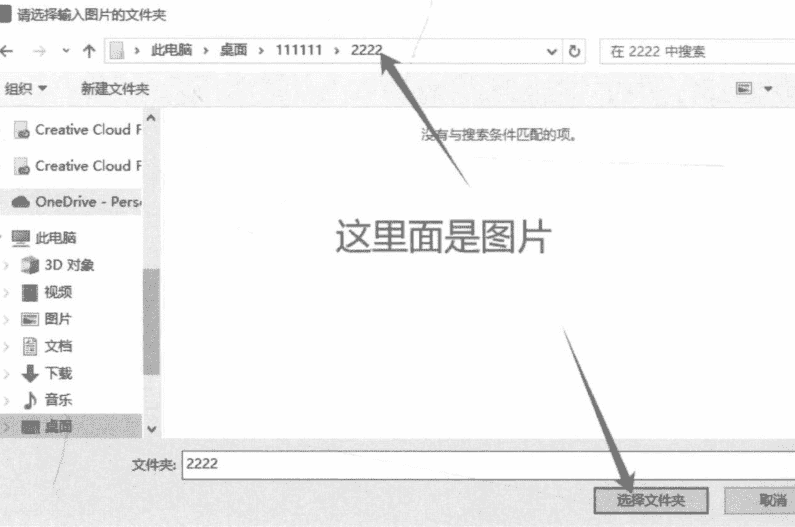 请选择输入图片的文件夹
此电脑 > 桌面 > 111111 > 2222
在 2222 中搜索
组织
新建文件夹
没有与搜索条件匹配的项。
Creative Cloud F
Creative Cloud F
OneDrive - Pers
此电脑
3D 对象
视频
图片
文档
下载
音乐
桌面
这里面是图片
文件夹: 2222
选择文件夹
取消